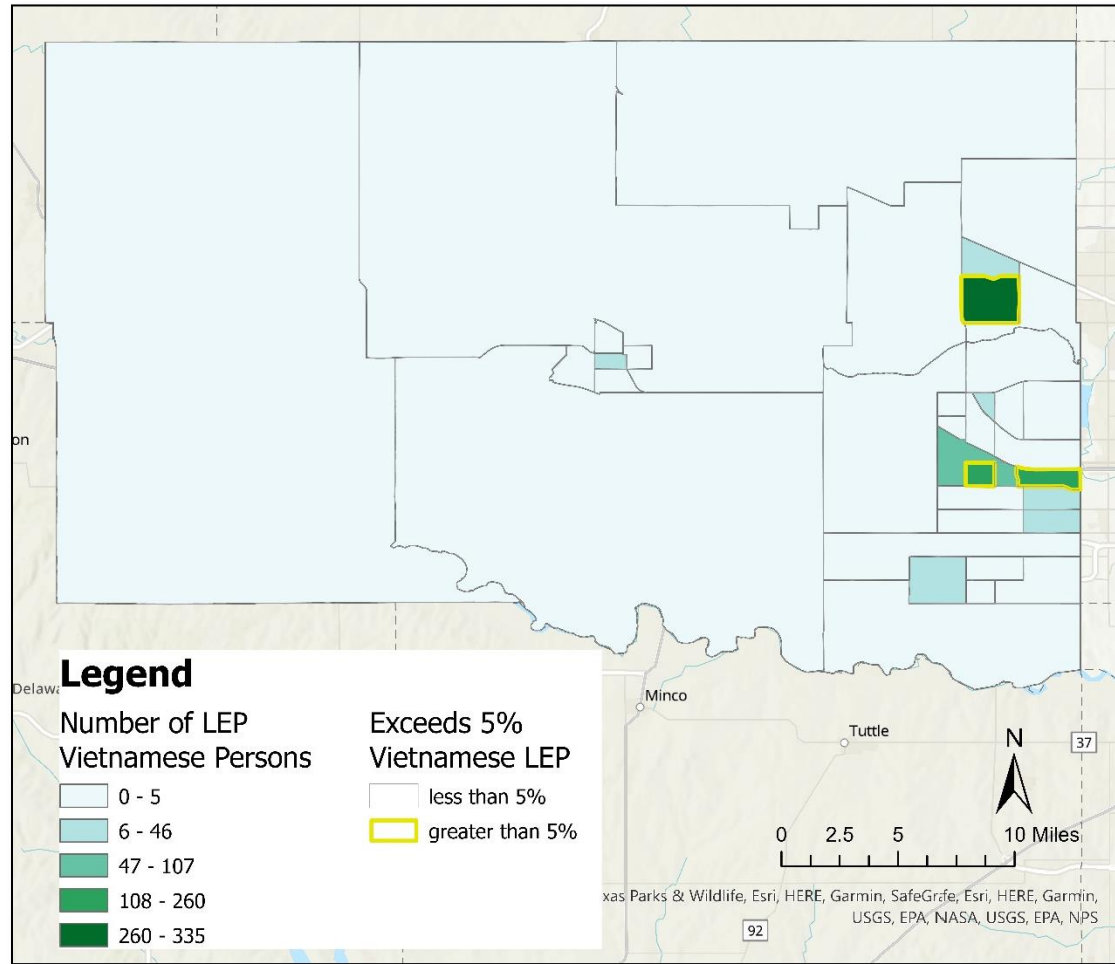 on
Delawa
Legend
Number of LEP
Vietnamese Persons
0 - 5
6 - 46
47 - 107
108 - 260
260 - 335
Exceeds 5%
Vietnamese LEP
less than 5%
greater than 5%
Minco
Tuttle
N
37
0 2.5 5 10 Miles
xas Parks & Wildlife, Esri, HERE, Garmin, SafeGrafe, Esri, HERE, Garmin,
USGS, EPA, NASA, USGS, EPA, NPS
92